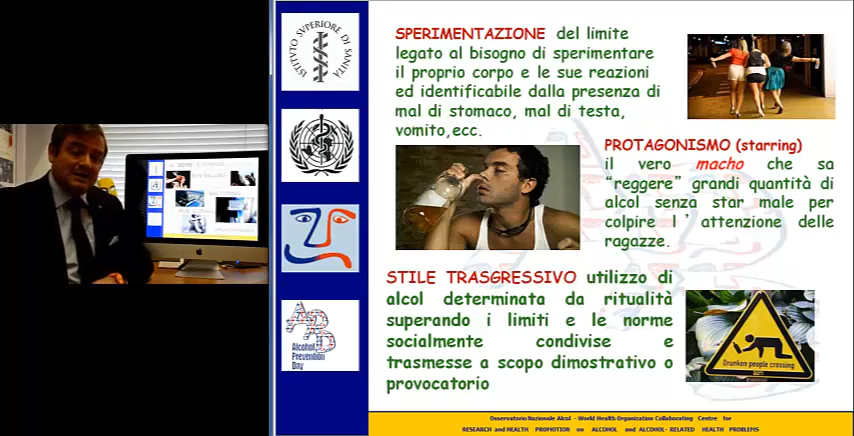 ISTITVTO SVPERIORE DI SANITA
SPERIMENTAZIONE del limite
legato al bisogno di sperimentare
il proprio corpo e le sue reazioni
ed identificabile dalla presenza di
mal di stomaco, mal di testa,
vomito,ecc.
PROTAGONISMO (starring)
il vero macho che sa
“reggere” grandi quantità di
alcol senza star male per
colpire l'attenzione delle
ragazze.
STILE TRASGRESSIVO utilizzo di
alcol determinata da ritualità
superando i limiti e le norme
socialmente condivise e
trasmesse a scopo dimostrativo o
provocatorio
Alcohol
Prevention
Day
Drunken people crossing
Osservatorio Nazionale Alcol - World Health Organization Collaborating Centre for
RESEARCH and HEALTH PROMOTION on ALCOHOL and ALCOHOL- RELATED HEALTH PROBLEMS